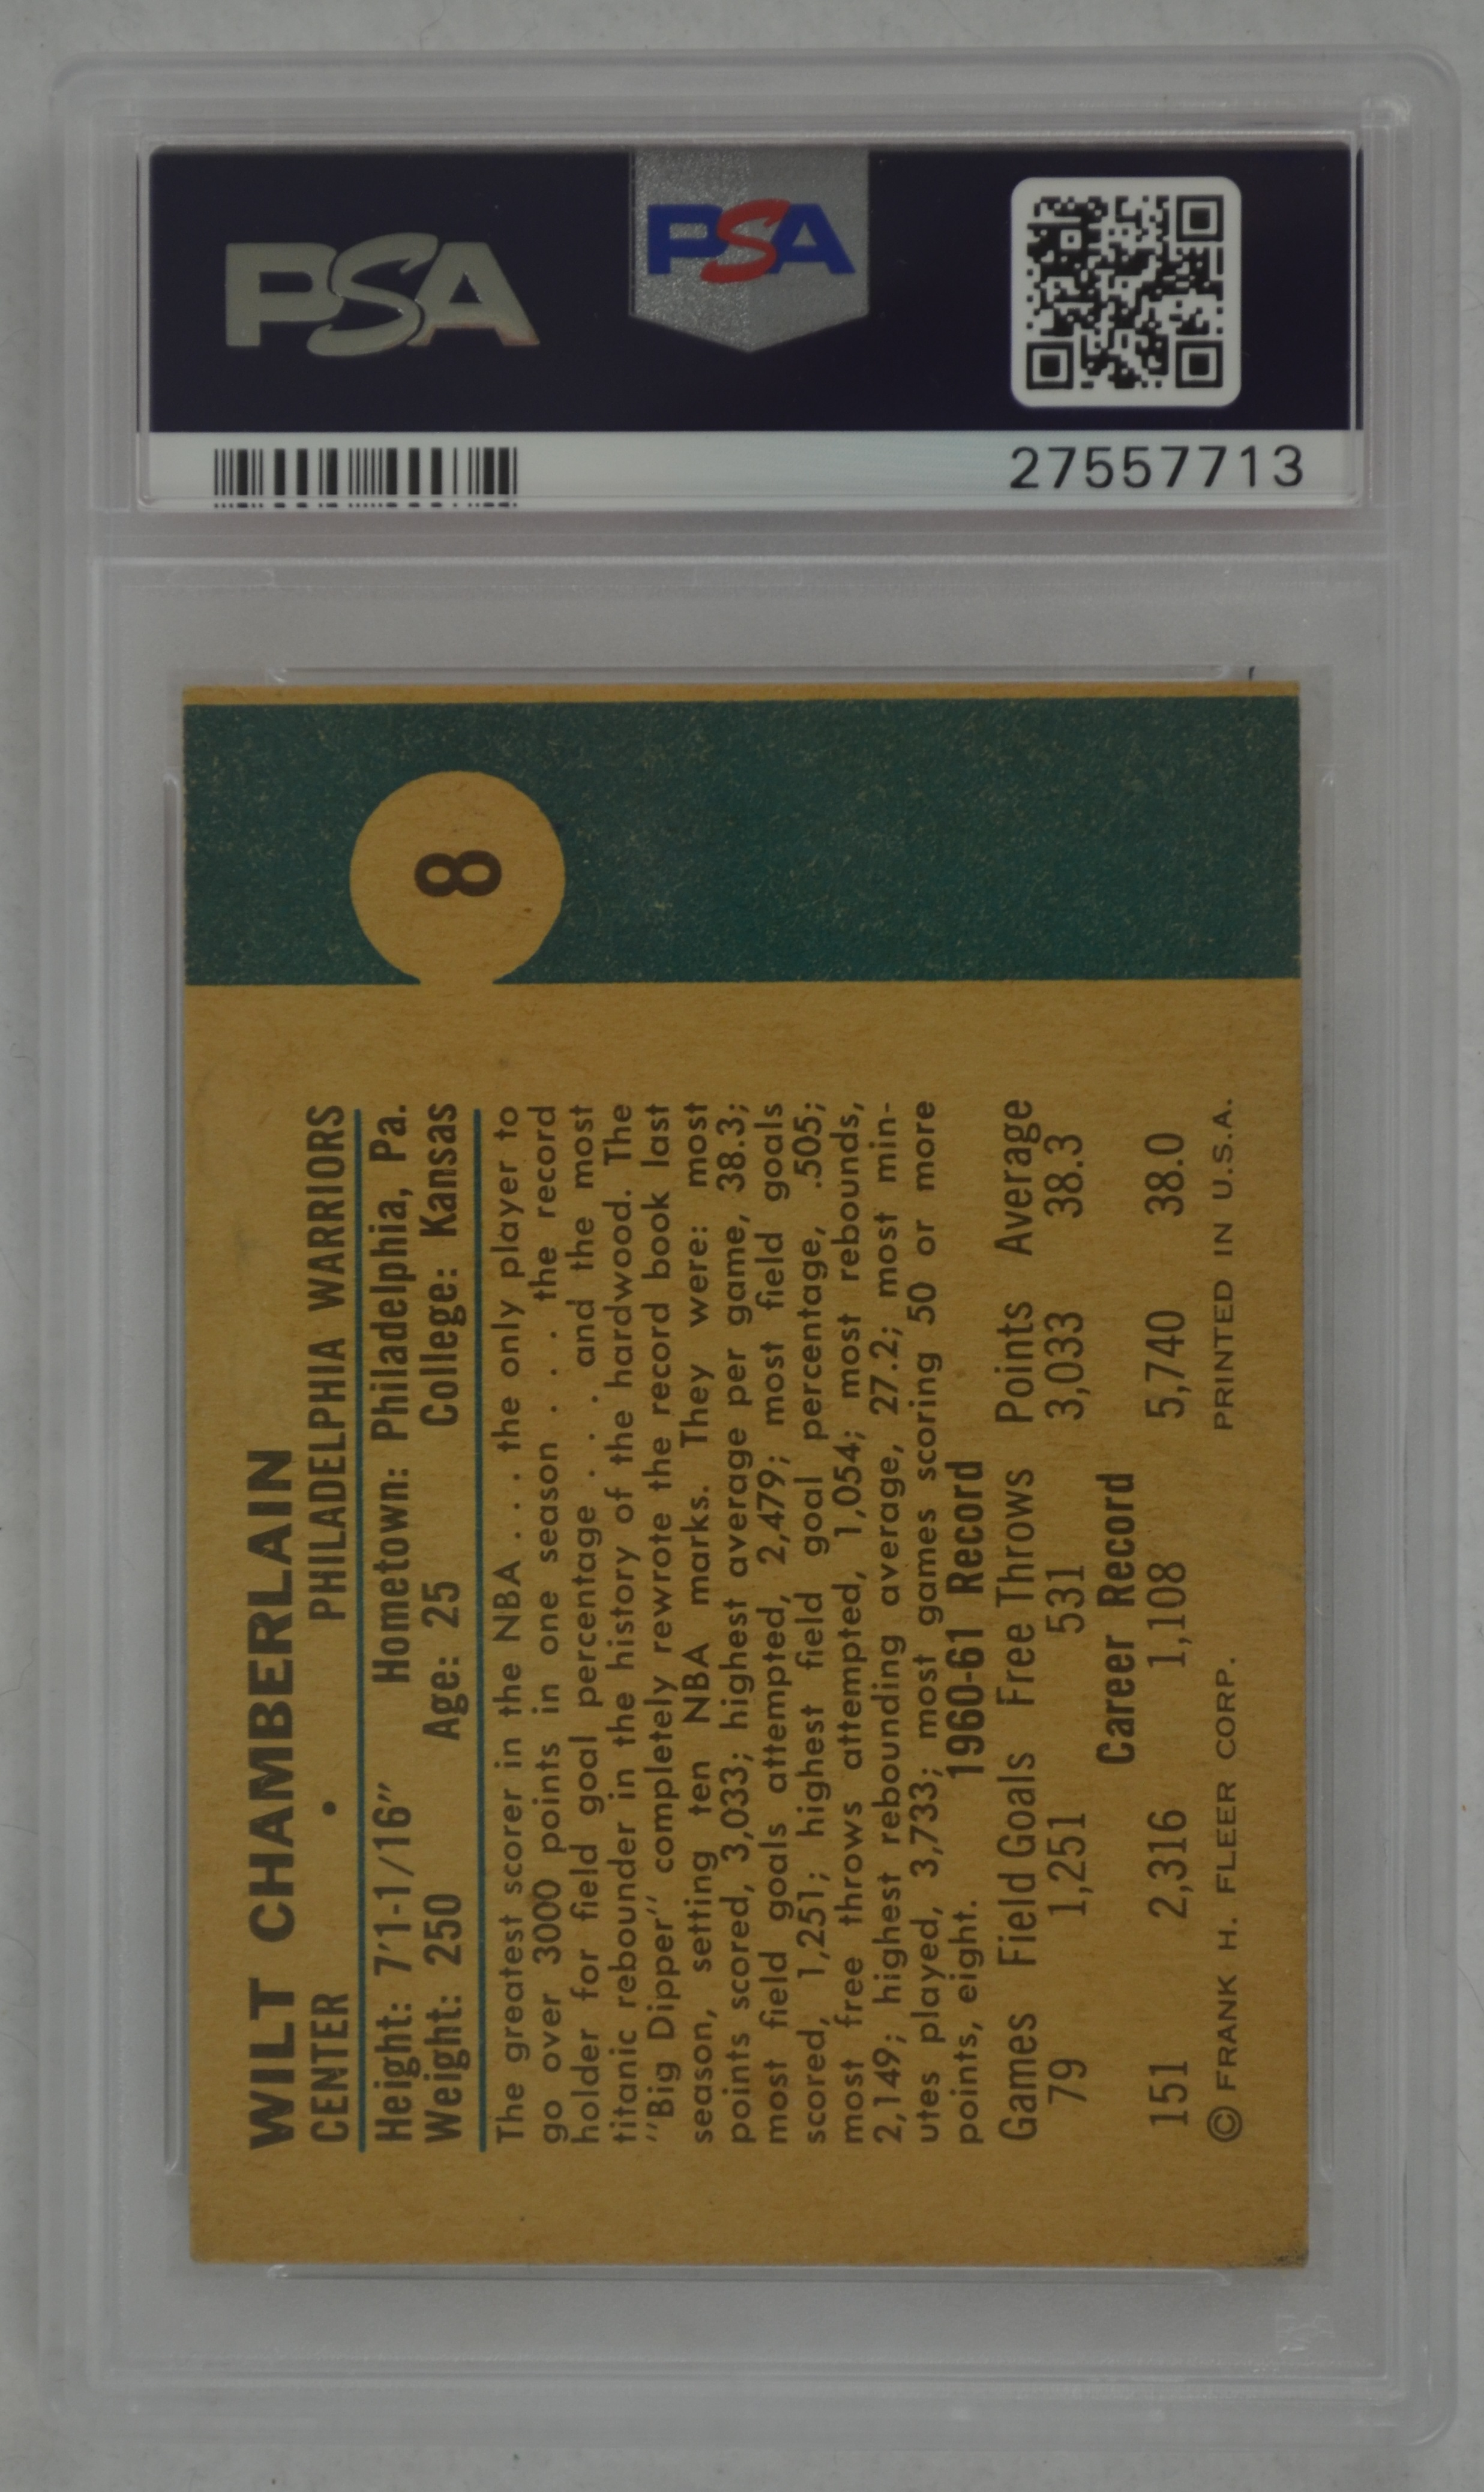 PSA
PSA
27557713
8
WILT CHAMBERLAIN
CENTER • PHILADELPHIA WARRIORS
Height: 7'1-1/16" Hometown: Philadelphia, Pa.
Weight: 250 Age: 25 College: Kansas
The greatest scorer in the NBA . . . the only player to
go over 3000 points in one season . . . the record
holder for field goal percentage . . . and the most
titanic rebounder in the history of the hardwood. The
"Big Dipper" completely rewrote the record book last
season, setting ten NBA marks. They were: most
points scored, 3,033; highest average per game, 38.3;
most field goals attempted, 2,479; most field goals
scored, 1,251; highest field goal percentage, .505;
most free throws attempted, 1,054; most rebounds,
2,149; highest rebounding average, 27.2; most min-
utes played, 3,733; most games scoring 50 or more
points, eight.
1960-61 Record
Games Field Goals Free Throws Points Average
79 1,251 531 3,033 38.3
Career Record
151 2,316 1,108 5,740 38.0
© FRANK H. FLEER CORP. PRINTED IN U.S.A.